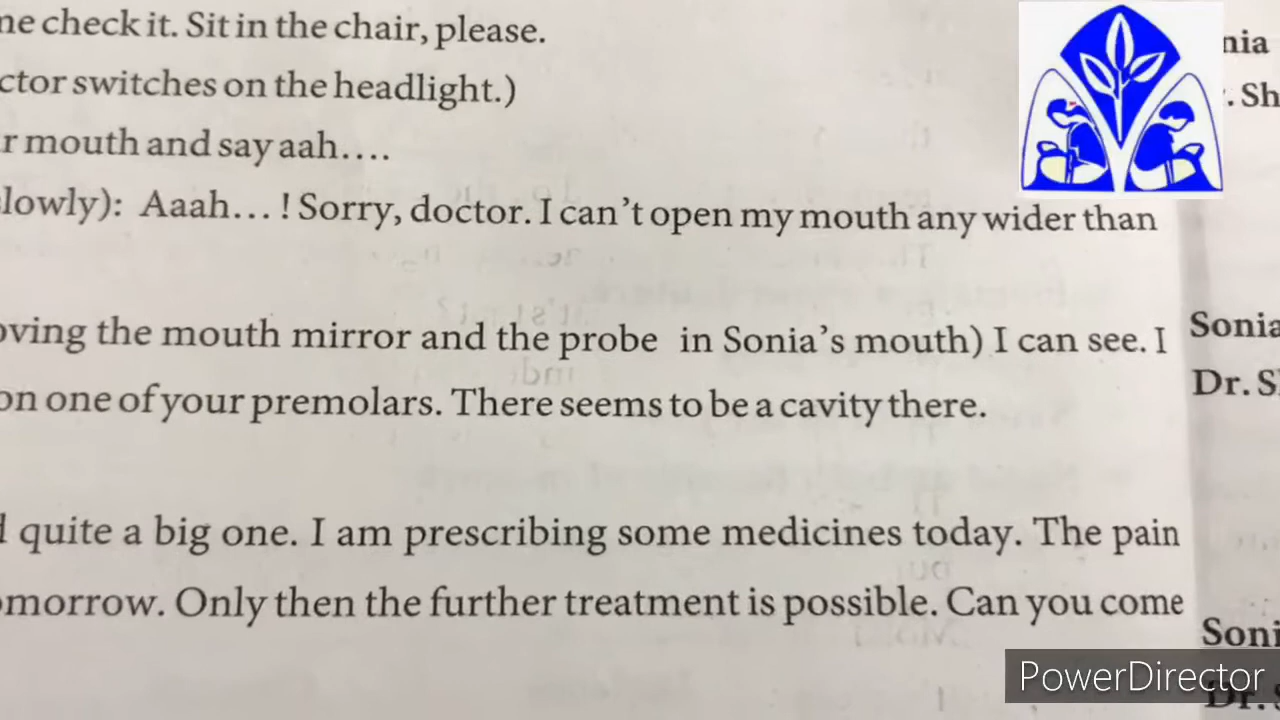 me check it. Sit in the chair, please.
ctor switches on the headlight.)
r mouth and say aah....
lowly): Aaah... ! Sorry, doctor. I can't open my mouth any wider than
oving the mouth mirror and the probe in Sonia's mouth) I can see. I
on one of your premolars. There seems to be a cavity there.
d quite a big one. I am prescribing some medicines today. The pain
omorrow. Only then the further treatment is possible. Can you come
nia
. Sh
Sonia
Dr. S
Soni
Dr. S
PowerDirector